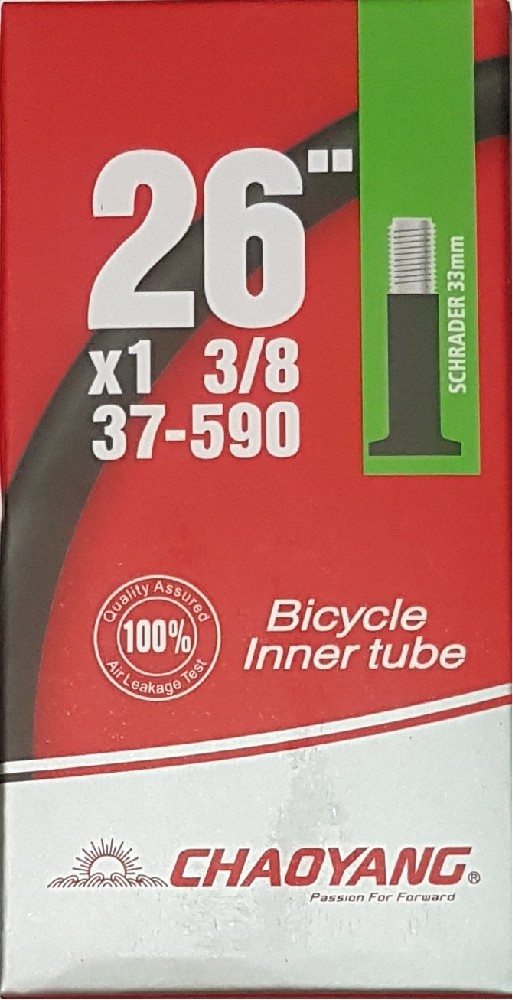 26"
x1 3/8
37-590
SCHRADER 33mm
Quality Assured
100%
Air Leakage Test
Bicycle
Inner tube
CHAOYANG®
Passion For Forward